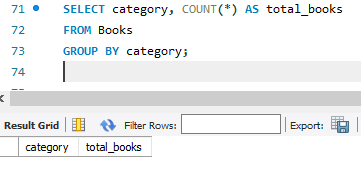 71 SELECT category, COUNT(*) AS total_books
72 FROM Books
73 GROUP BY category;
74
Result Grid Filter Rows: Export:
category total_books